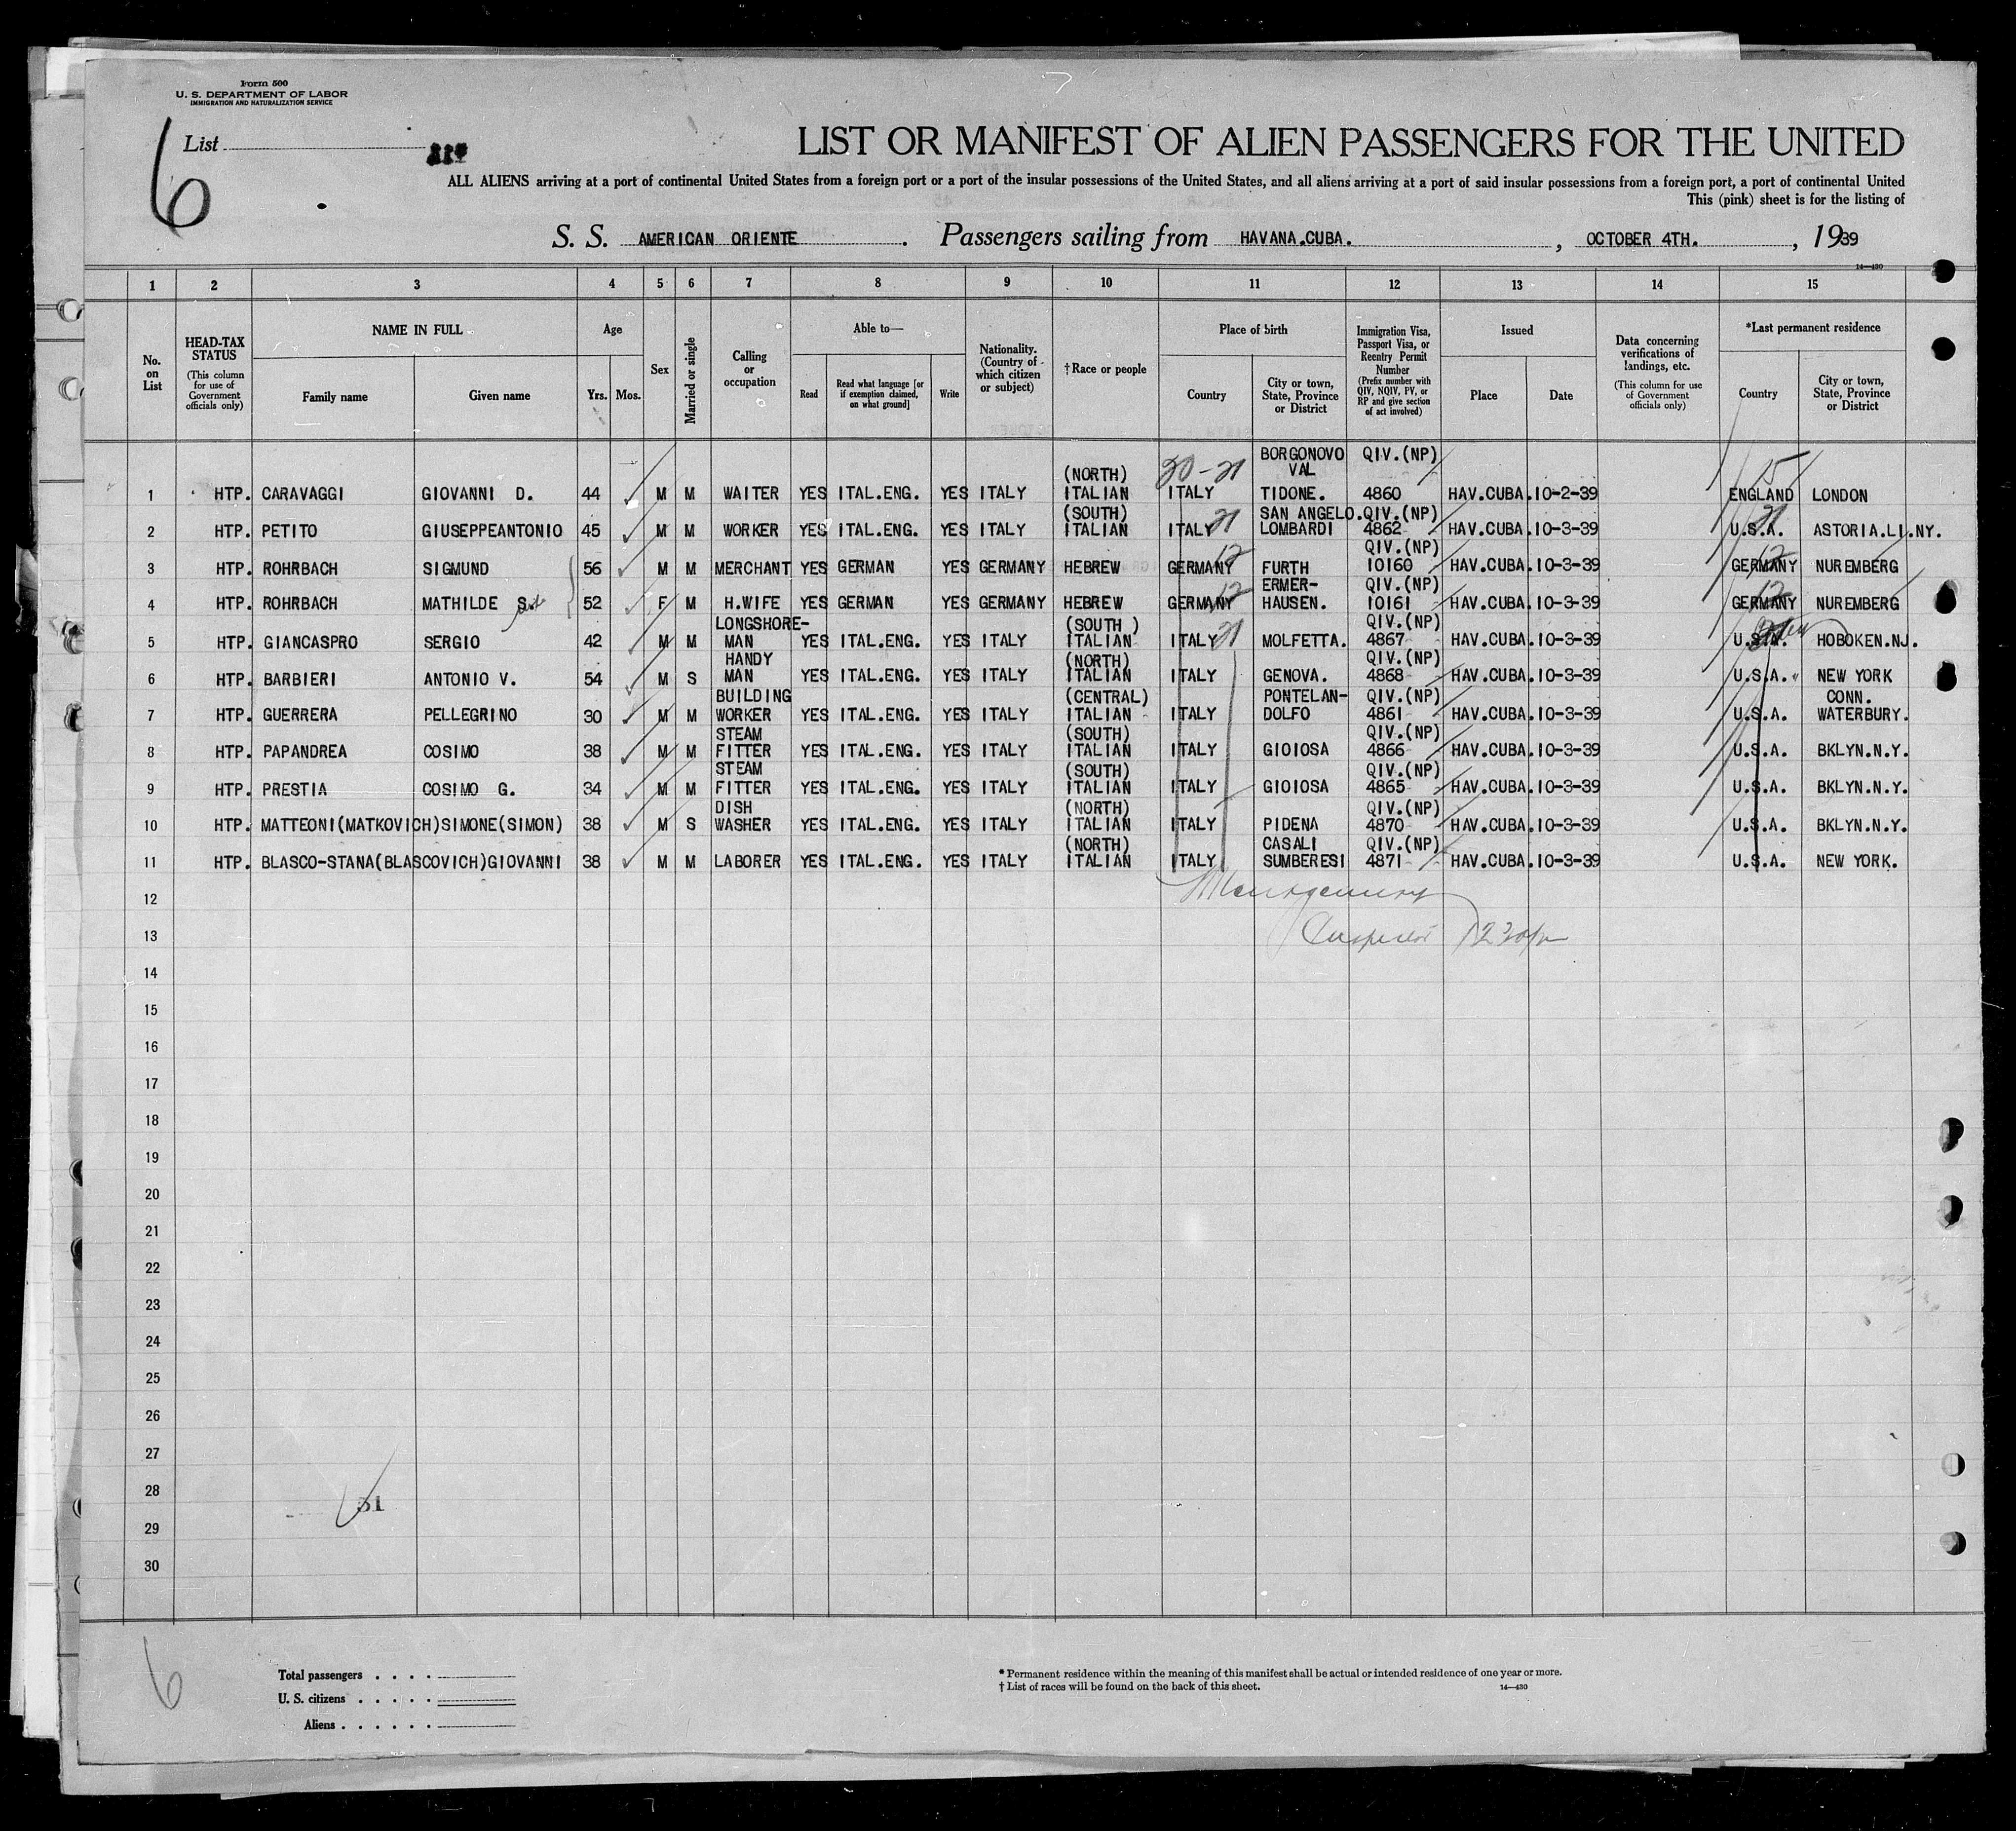 Form 500
U. S. DEPARTMENT OF LABOR
IMMIGRATION AND NATURALIZATION SERVICE
6
List
LIST OR MANIFEST OF ALIEN PASSENGERS FOR THE UNITED
ALL ALIENS arriving at a port of continental United States from a foreign port or a port of the insular possessions of the United States, and all aliens arriving at a port of said insular possessions from a foreign port, a port of continental United
This (pink) sheet is for the listing of
S. S. AMERICAN ORIENTE . Passengers sailing from HAVANA.CUBA. , OCTOBER 4TH. , 1939
14—430
1 2 3 4 5 6 7 8 9 10 11 12 13 14 15
No. on List
HEAD-TAX STATUS (This column for use of Government officials only)
NAME IN FULL Family name Given name
Age Yrs. Mos.
Sex
Married or single
Calling or occupation
Able to— Read Read what language [or if exemption claimed, on what ground] Write
Nationality. (Country of which citizen or subject)
†Race or people
Place of birth Country City or town, State, Province or District
Immigration Visa, Passport Visa, or Reentry Permit Number (Prefix number with QIV, NQIV, PV, or RP and give section of act involved)
Issued Place Date
Data concerning verifications of landings, etc. (This column for use of Government officials only)
*Last permanent residence Country City or town, State, Province or District
1 HTP. CARAVAGGI GIOVANNI D. 44 M M WAITER YES ITAL.ENG. YES ITALY (NORTH) ITALIAN ITALY BORGONOVO VAL TIDONE. QIV.(NP) 4860 HAV.CUBA. 10-2-39 ENGLAND LONDON
2 HTP. PETITO GIUSEPPEANTONIO 45 M M WORKER YES ITAL.ENG. YES ITALY (SOUTH) ITALIAN ITALY SAN ANGELO. LOMBARDI QIV.(NP) 4862 HAV.CUBA. 10-3-39 U.S.A. ASTORIA.LI.NY.
3 HTP. ROHRBACH SIGMUND 56 M M MERCHANT YES GERMAN YES GERMANY HEBREW GERMANY 12 FURTH QIV.(NP) 10160 HAV.CUBA. 10-3-39 GERMANY 12 NUREMBERG
4 HTP. ROHRBACH MATHILDE S. 52 F M H.WIFE YES GERMAN YES GERMANY HEBREW GERMANY 12 ERMER- HAUSEN. QIV.(NP) 10161 HAV.CUBA. 10-3-39 GERMANY 12 NUREMBERG
5 HTP. GIANCASPRO SERGIO 42 M M LONGSHORE- MAN YES ITAL.ENG. YES ITALY (SOUTH ) ITALIAN ITALY MOLFETTA. QIV.(NP) 4867 HAV.CUBA. 10-3-39 U.S.A. HOBOKEN.NJ.
6 HTP. BARBIERI ANTONIO V. 54 M S HANDY MAN YES ITAL.ENG. YES ITALY (NORTH) ITALIAN ITALY GENOVA. QIV.(NP) 4868 HAV.CUBA. 10-3-39 U.S.A. NEW YORK
7 HTP. GUERRERA PELLEGRINO 30 M M BUILDING WORKER YES ITAL.ENG. YES ITALY (CENTRAL) ITALIAN ITALY PONTELAN- DOLFO QIV.(NP) 4861 HAV.CUBA. 10-3-39 U.S.A. CONN. WATERBURY.
8 HTP. PAPANDREA COSIMO 38 M M STEAM FITTER YES ITAL.ENG. YES ITALY (SOUTH) ITALIAN ITALY GIOIOSA QIV.(NP) 4866 HAV.CUBA. 10-3-39 U.S.A. BKLYN.N.Y.
9 HTP. PRESTIA COSIMO G. 34 M M STEAM FITTER YES ITAL.ENG. YES ITALY (SOUTH) ITALIAN ITALY GIOIOSA QIV.(NP) 4865 HAV.CUBA. 10-3-39 U.S.A. BKLYN.N.Y.
10 HTP. MATTEONI(MATKOVICH)SIMONE(SIMON) 38 M S DISH WASHER YES ITAL.ENG. YES ITALY (NORTH) ITALIAN ITALY PIDENA QIV.(NP) 4870 HAV.CUBA. 10-3-39 U.S.A. BKLYN.N.Y.
11 HTP. BLASCO-STANA(BLASCOVICH)GIOVANNI 38 M M LABORER YES ITAL.ENG. YES ITALY (NORTH) ITALIAN ITALY CASALI SUMBERESI QIV.(NP) 4871 HAV.CUBA. 10-3-39 U.S.A. NEW YORK.
12 Montgomery
13 Inspector
14
15
16
17
18
19
20
21
22
23
24
25
26
27
28
29
30
6
Total passengers . . . .
U. S. citizens . . . . .
Aliens . . . . . .
* Permanent residence within the meaning of this manifest shall be actual or intended residence of one year or more.
† List of races will be found on the back of this sheet. 14—430